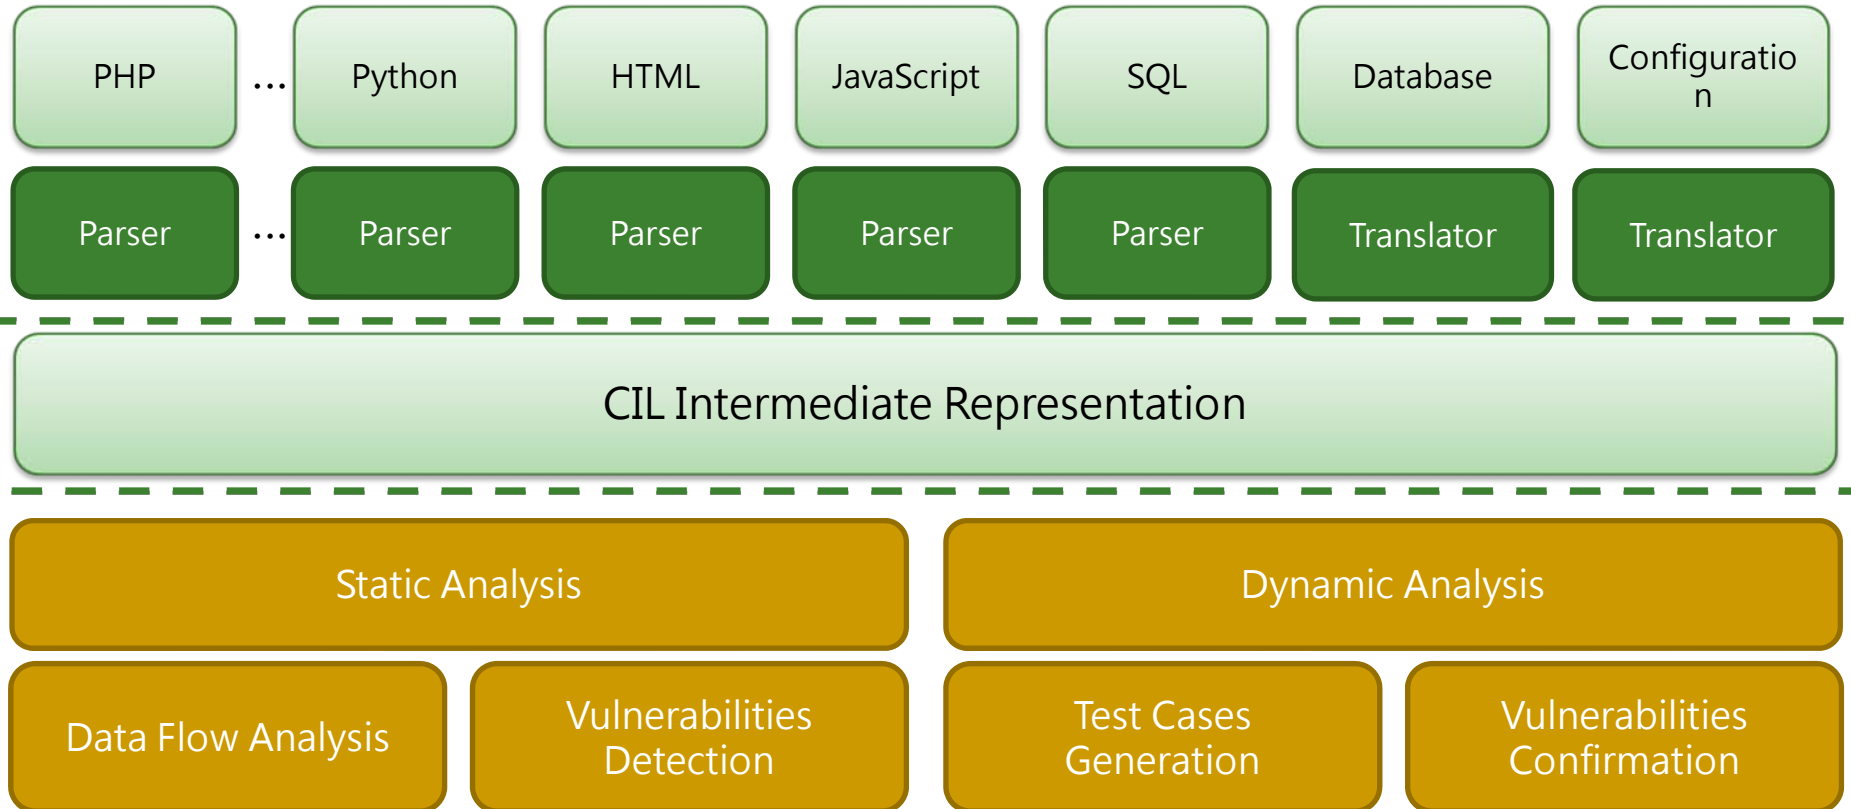 PHP ... Python HTML JavaScript SQL Database Configuratio
n
Parser ... Parser Parser Parser Parser Translator Translator
CIL Intermediate Representation
Static Analysis Dynamic Analysis
Data Flow Analysis
Vulnerabilities
Detection
Test Cases
Generation
Vulnerabilities
Confirmation